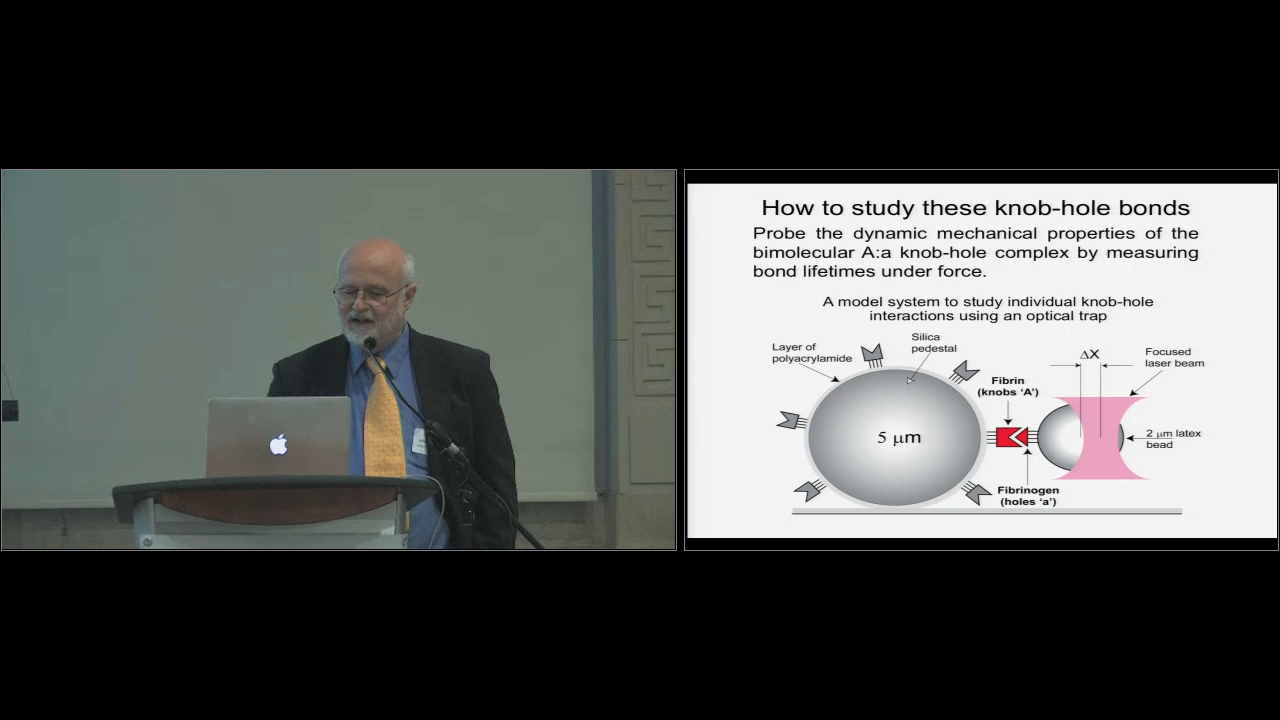 How to study these knob-hole bonds
Probe the dynamic mechanical properties of the
bimolecular A:a knob-hole complex by measuring
bond lifetimes under force.
A model system to study individual knob-hole
interactions using an optical trap
Layer of
polyacrylamide
Silica
pedestal
ΔX
Focused
laser beam
Fibrin
(knobs ‘A’)
5 μm
2 μm latex
bead
Fibrinogen
(holes ‘a’)